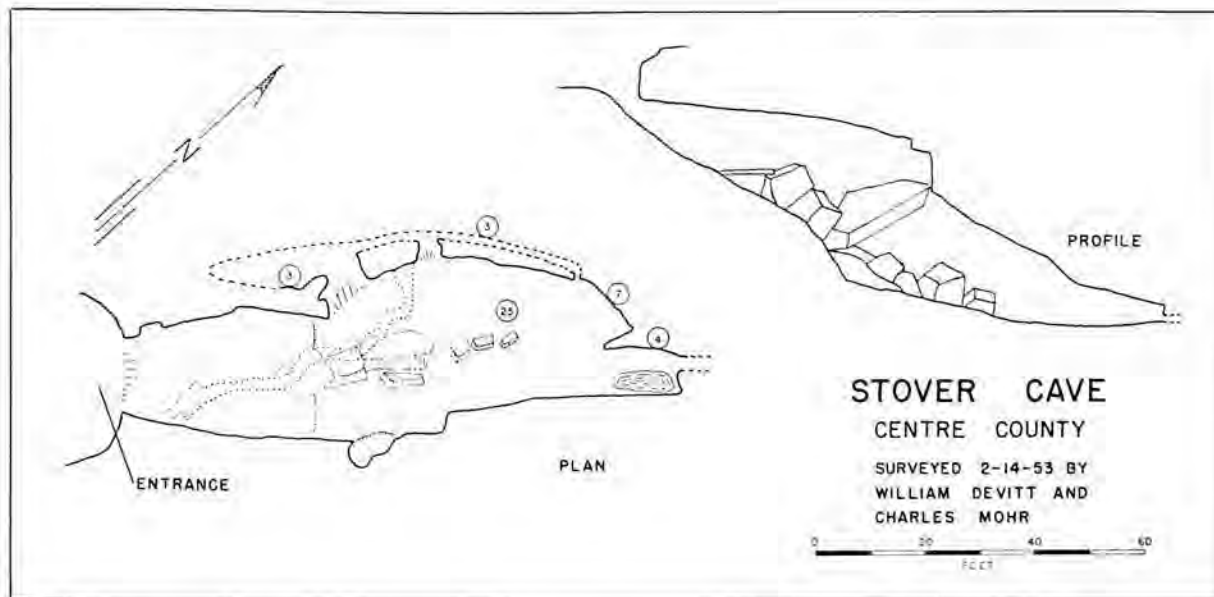 N
3
3
7
25
4
ENTRANCE
PLAN
PROFILE
STOVER CAVE
CENTRE COUNTY
SURVEYED 2-14-53 BY
WILLIAM DEVITT AND
CHARLES MOHR
0 20 40 60
FEET